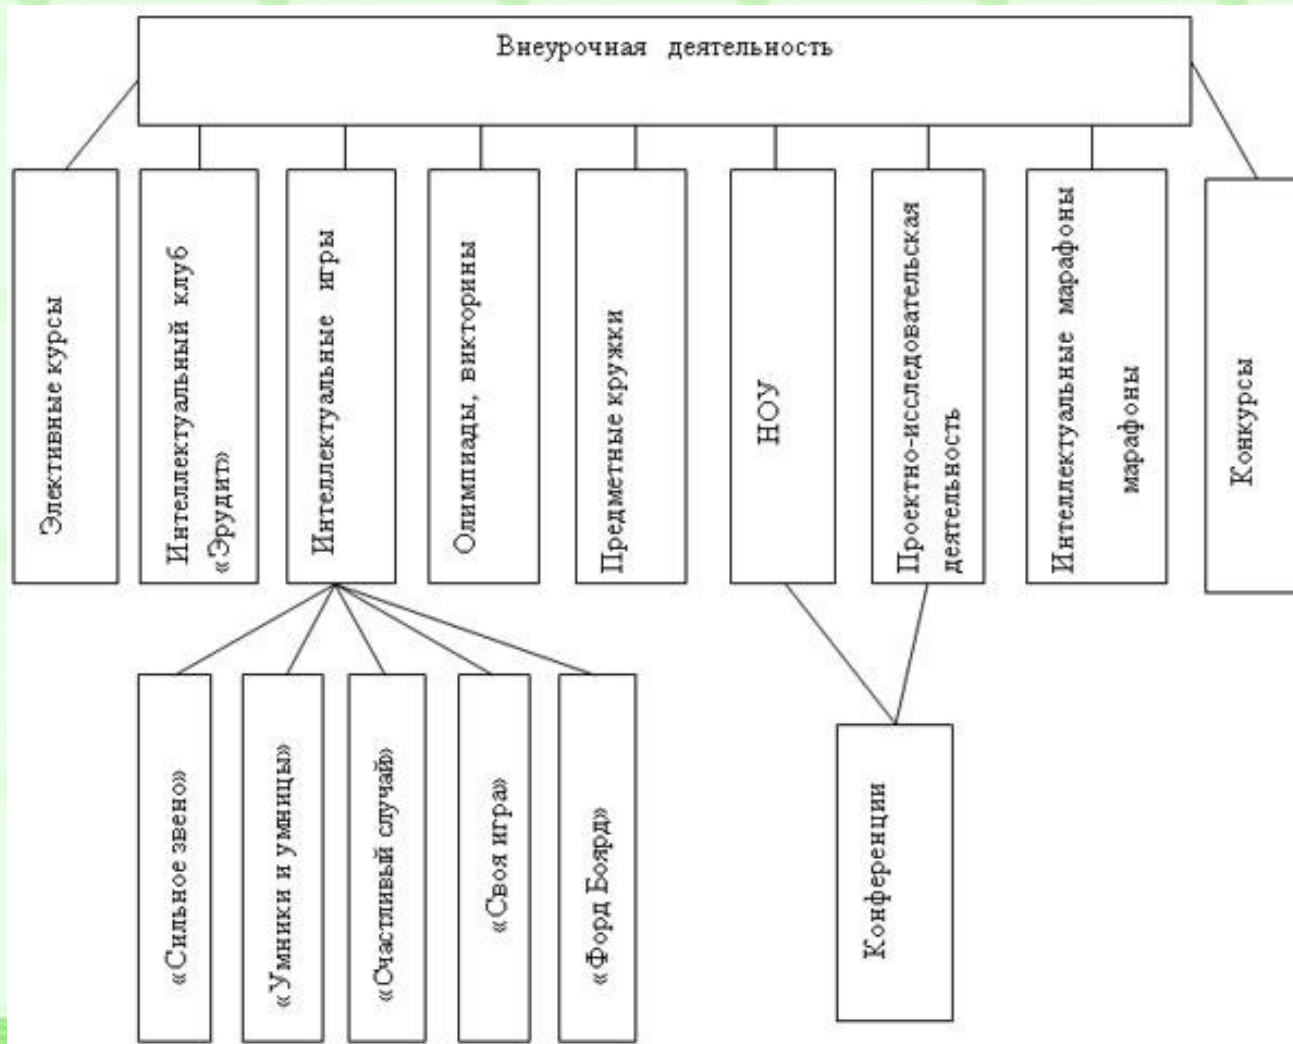 Внеурочная деятельность
Элективные курсы
Интеллектуальный клуб
«Эрудит»
Интеллектуальные игры
Олимпиады, викторины
Предметные кружки
НОУ
Проектно-исследовательская
деятельность
Интеллектуальные марафоны
марафоны
Конкурсы
«Сильное звено»
«Умники и умницы»
«Счастливый случай»
«Своя игра»
«Форд Боярд»
Конференции